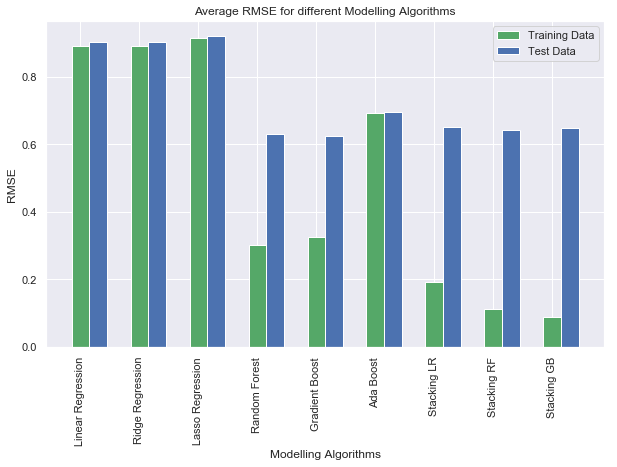 Average RMSE for different Modelling Algorithms
Training Data
Test Data
RMSE
0.8
0.6
0.4
0.2
0.0
Linear Regression
Ridge Regression
Lasso Regression
Random Forest
Gradient Boost
Ada Boost
Stacking LR
Stacking RF
Stacking GB
Modelling Algorithms